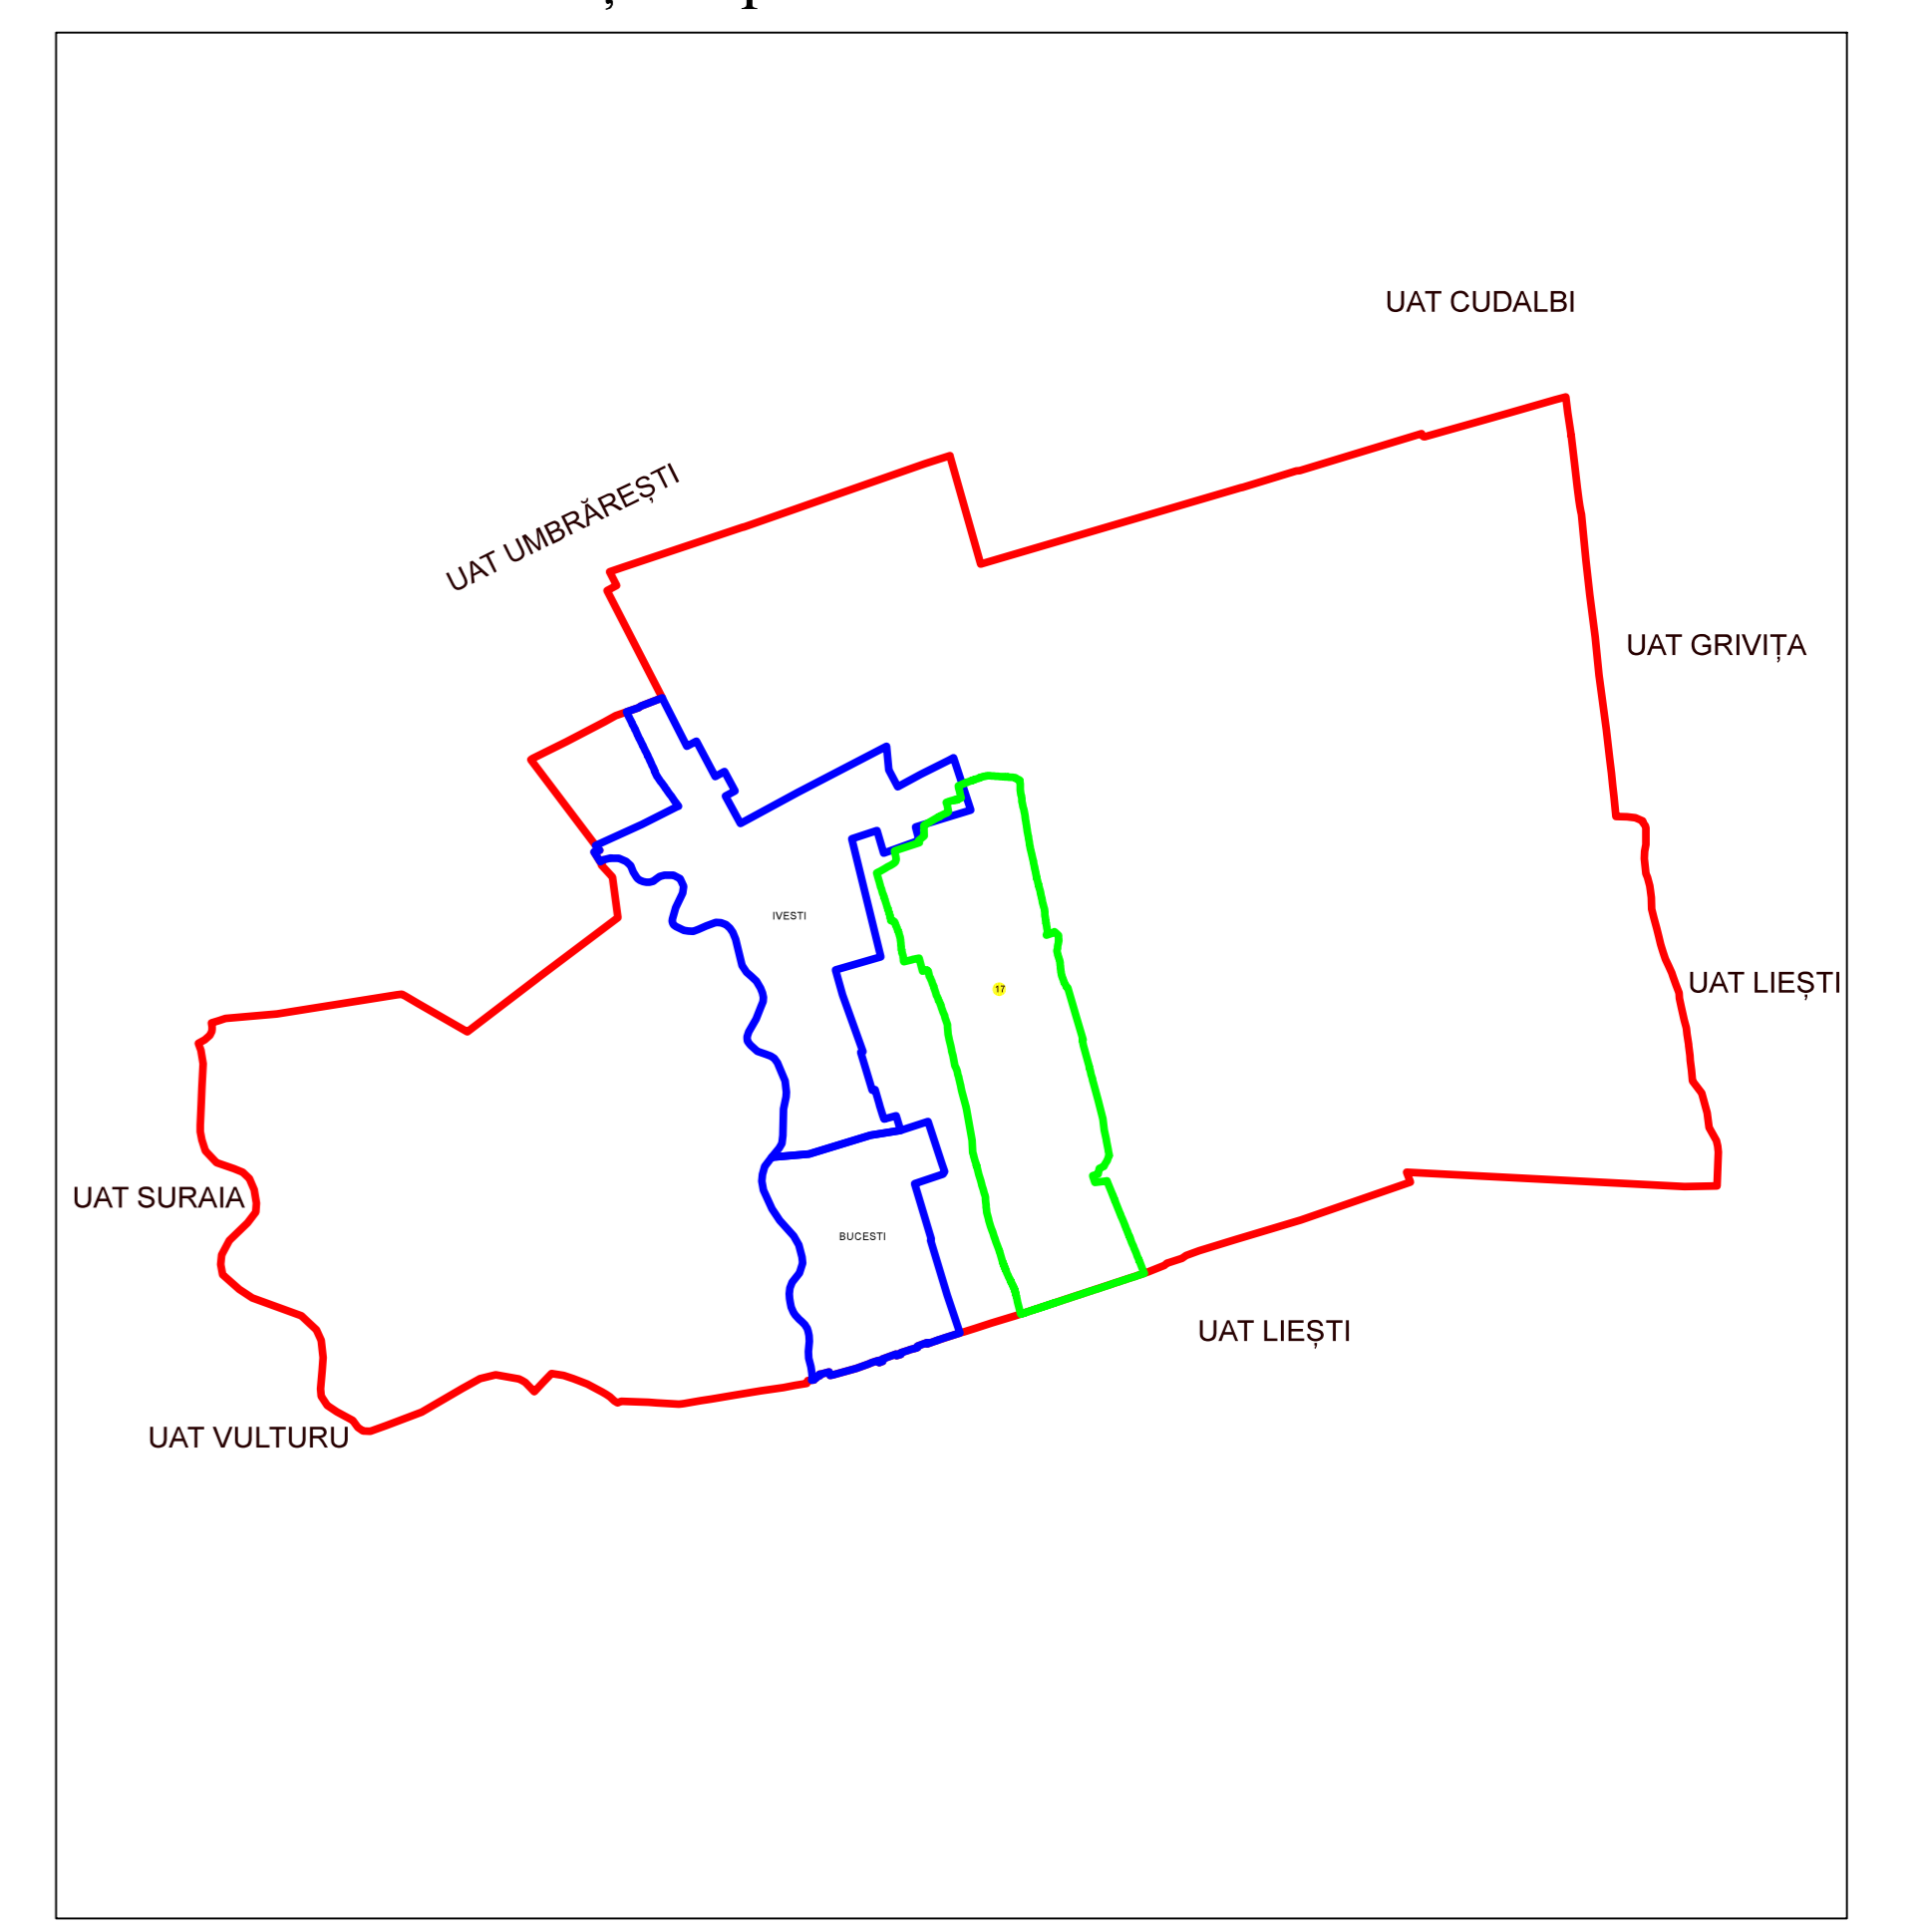 UAT CUDALBI
UAT UMBRĂREȘTI
UAT GRIVIȚA
IVESTI
UAT LIEȘTI
17
UAT SURAIA
BUCESTI
UAT LIEȘTI
UAT VULTURU